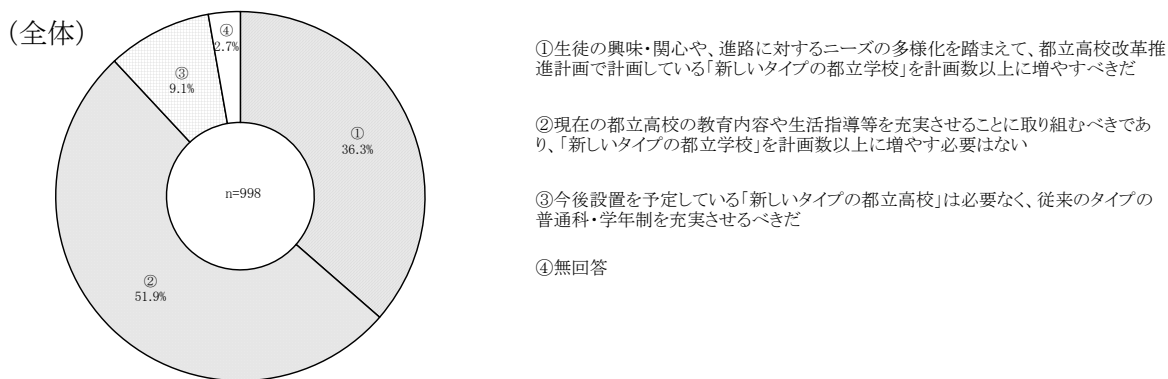 (全体)
④
2.7%
③
9.1%
①
36.3%
n=998
②
51.9%
①生徒の興味・関心や、進路に対するニーズの多様化を踏まえて、都立高校改革推
進計画で計画している「新しいタイプの都立学校」を計画数以上に増やすべきだ
②現在の都立高校の教育内容や生活指導等を充実させることに取り組むべきであ
り、「新しいタイプの都立学校」を計画数以上に増やす必要はない
③今後設置を予定している「新しいタイプの都立高校」は必要なく、従来のタイプの
普通科・学年制を充実させるべきだ
④無回答